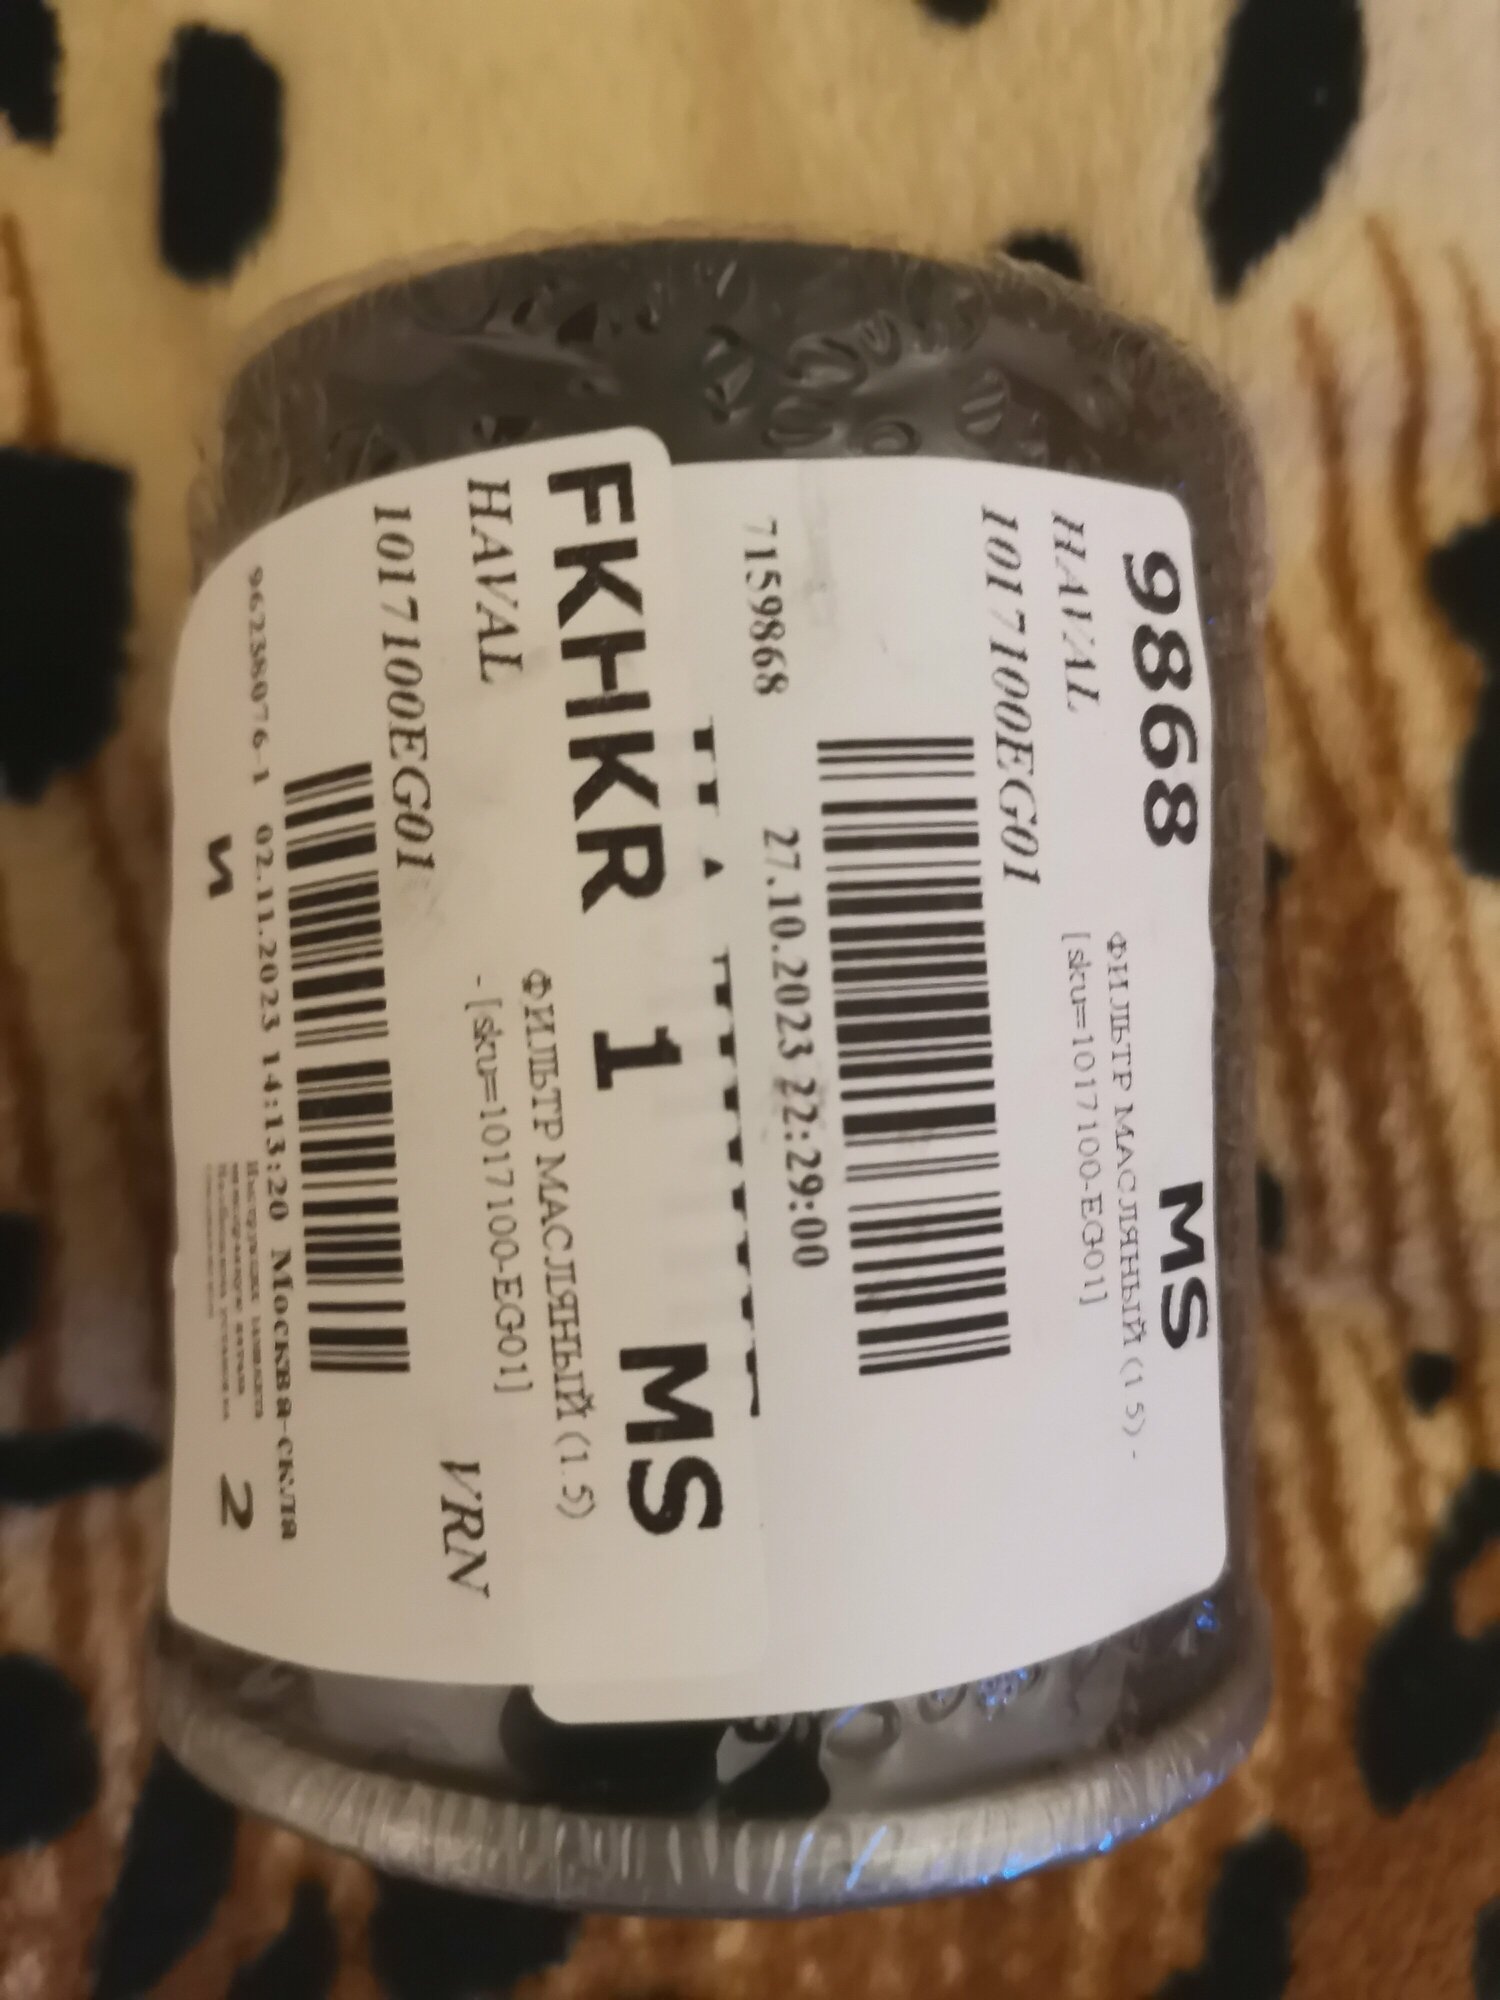 9868 MS
HAVAL
ФИЛЬТР МАСЛЯНЫЙ (1.5) -
[sku=1017100-EG01]
1017100EG01
7159868 27.10.2023 22:29:00
FKHKR 1 MS
HAVAL
ФИЛЬТР МАСЛЯНЫЙ (1.5)
- [sku=1017100-EG01]
1017100EG01
VRN
96238076-1 02.11.2023 14:13:20 Москва-скла
И 2